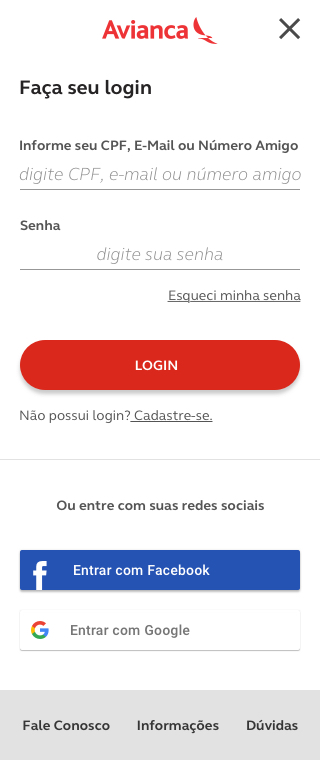 Avianca
Faça seu login
Informe seu CPF, E-Mail ou Número Amigo
digite CPF, e-mail ou número amigo
Senha
digite sua senha
Esqueci minha senha
LOGIN
Não possui login? Cadastre-se.
Ou entre com suas redes sociais
Entrar com Facebook
Entrar com Google
Fale Conosco Informações Dúvidas